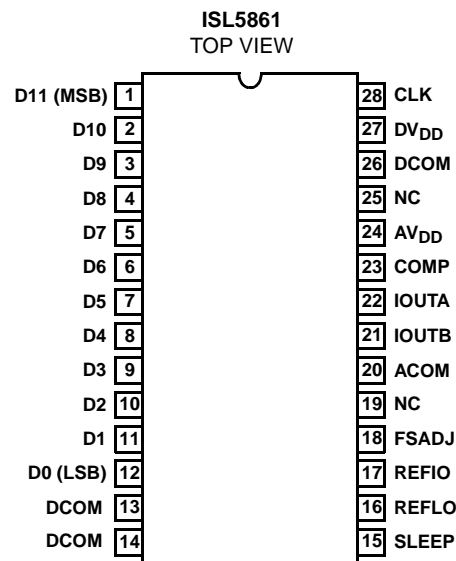 ISL5861
TOP VIEW
D11 (MSB) 1 28 CLK
D10 2 27 DVDD
D9 3 26 DCOM
D8 4 25 NC
D7 5 24 AVDD
D6 6 23 COMP
D5 7 22 IOUTA
D4 8 21 IOUTB
D3 9 20 ACOM
D2 10 19 NC
D1 11 18 FSADJ
D0 (LSB) 12 17 REFIO
DCOM 13 16 REFLO
DCOM 14 15 SLEEP